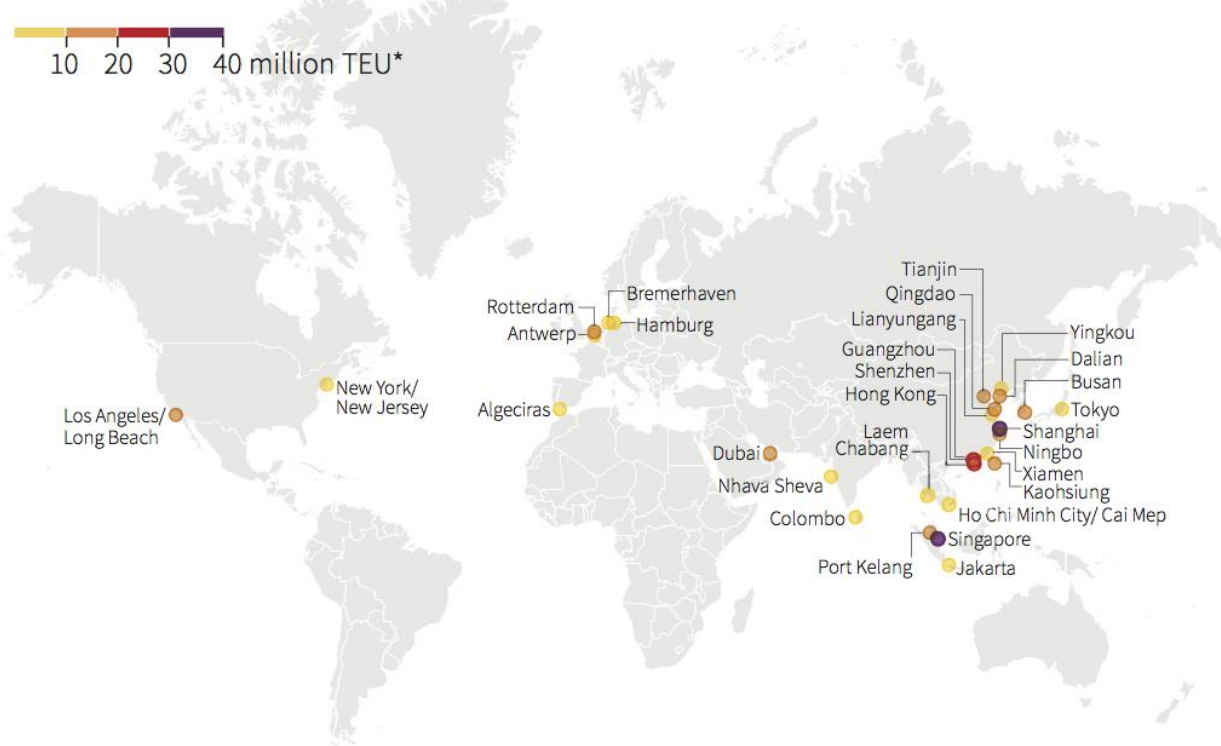 10 20 30 40 million TEU*
Tianjin
Qingdao
Lianyungang
Guangzhou
Shenzhen
Hong Kong
Laem
Chabang
Yingkou
Dalian
Busan
Tokyo
Shanghai
Ningbo
Xiamen
Kaohsiung
Ho Chi Minh City/ Cai Mep
Singapore
Port Kelang
Jakarta
Bremerhaven
Rotterdam
Hamburg
Antwerp
Algeciras
Dubai
Nhava Sheva
Colombo
New York/
New Jersey
Los Angeles/
Long Beach